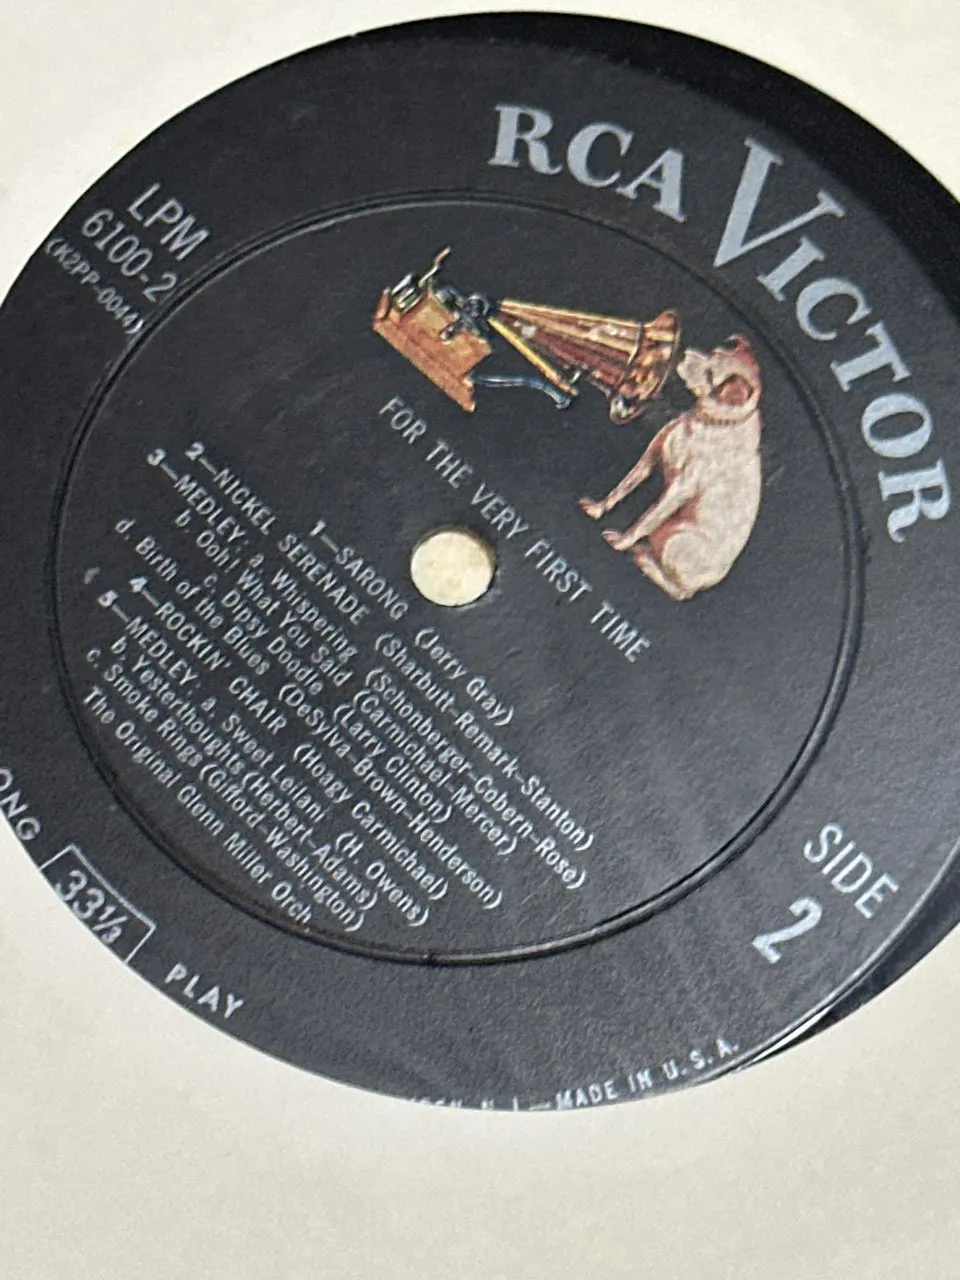 RCA VICTOR
LPM
6100-2
(K2PP-0044)
FOR THE VERY FIRST TIME
1—SARONG (Jerry Gray)
2—NICKEL SERENADE (Sharbutt-Remark-Stanton)
3—MEDLEY: a. Whispering (Schonberger-Coburn-Rose)
b. Ooh! What You Said (Carmichael-Mercer)
c. Dipsy Doodle (Larry Clinton)
d. Birth of the Blues (DeSylva-Brown-Henderson)
4—ROCKIN' CHAIR (Hoagy Carmichael)
5—MEDLEY: a. Sweet Leilani (H. Owens)
b. Yesterthoughts (Herbert-Adams)
c. Smoke Rings (Gifford-Washington)
The Original Glenn Miller Orch.
SIDE
2
33⅓
PLAY
MADE IN U.S.A.